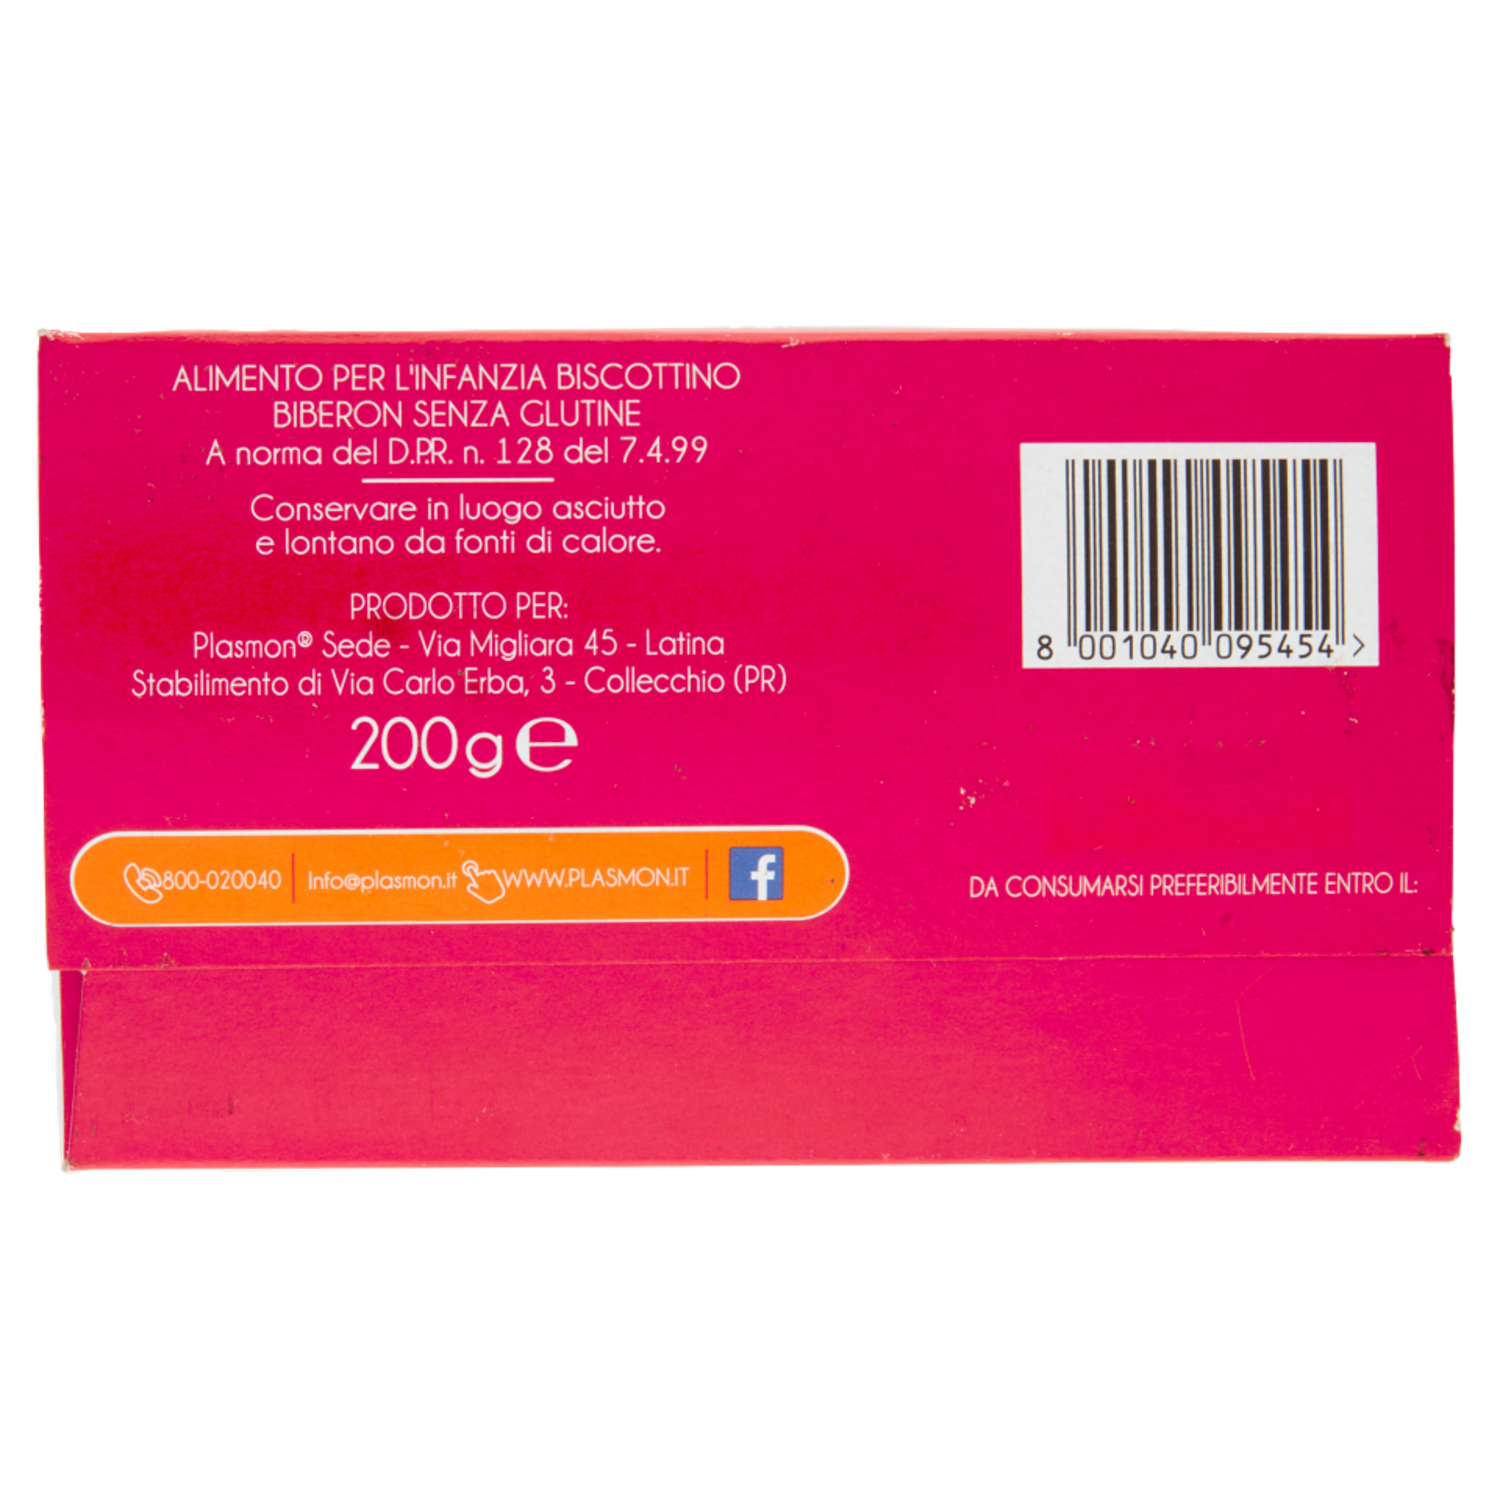 ALIMENTO PER L'INFANZIA BISCOTTINO
BIBERON SENZA GLUTINE
A norma del D.P.R. n. 128 del 7.4.99
Conservare in luogo asciutto
e lontano da fonti di calore.
PRODOTTO PER:
Plasmon® Sede - Via Migliara 45 - Latina
Stabilimento di Via Carlo Erba, 3 - Collecchio (PR)
200g ℮
800-020040 Info@plasmon.it WWW.PLASMON.IT f
8 001040 095454 >
DA CONSUMARSI PREFERIBILMENTE ENTRO IL: